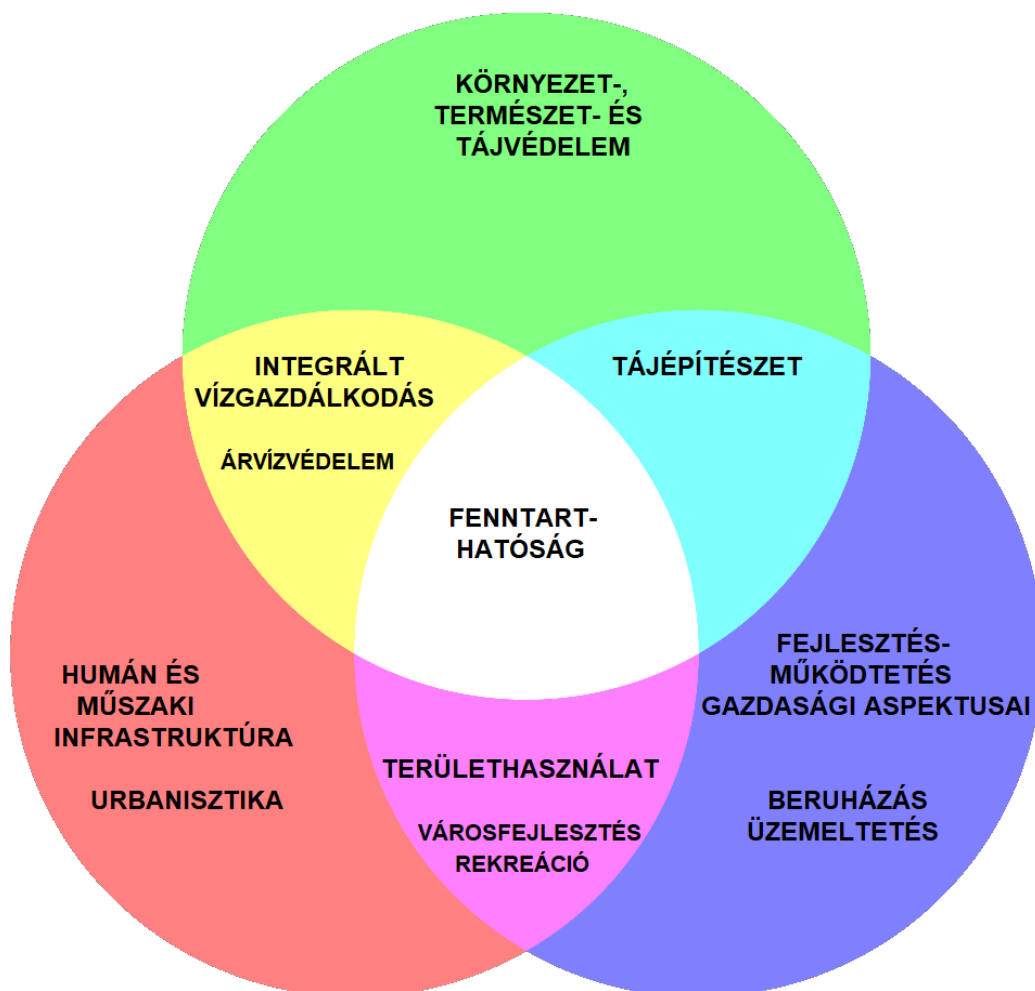 KÖRNYEZET-,
TERMÉSZET- ÉS
TÁJVÉDELEM
INTEGRÁLT
VÍZGAZDÁLKODÁS
ÁRVÍZVÉDELEM
TÁJÉPÍTÉSZET
FENNTART-
HATÓSÁG
HUMÁN ÉS
MŰSZAKI
INFRASTRUKTÚRA
URBANISZTIKA
FEJLESZTÉS-
MŰKÖDTETÉS
GAZDASÁGI ASPEKTUSAI
BERUHÁZÁS
ÜZEMELTETÉS
TERÜLETHASZNÁLAT
VÁROSFEJLESZTÉS
REKREÁCIÓ